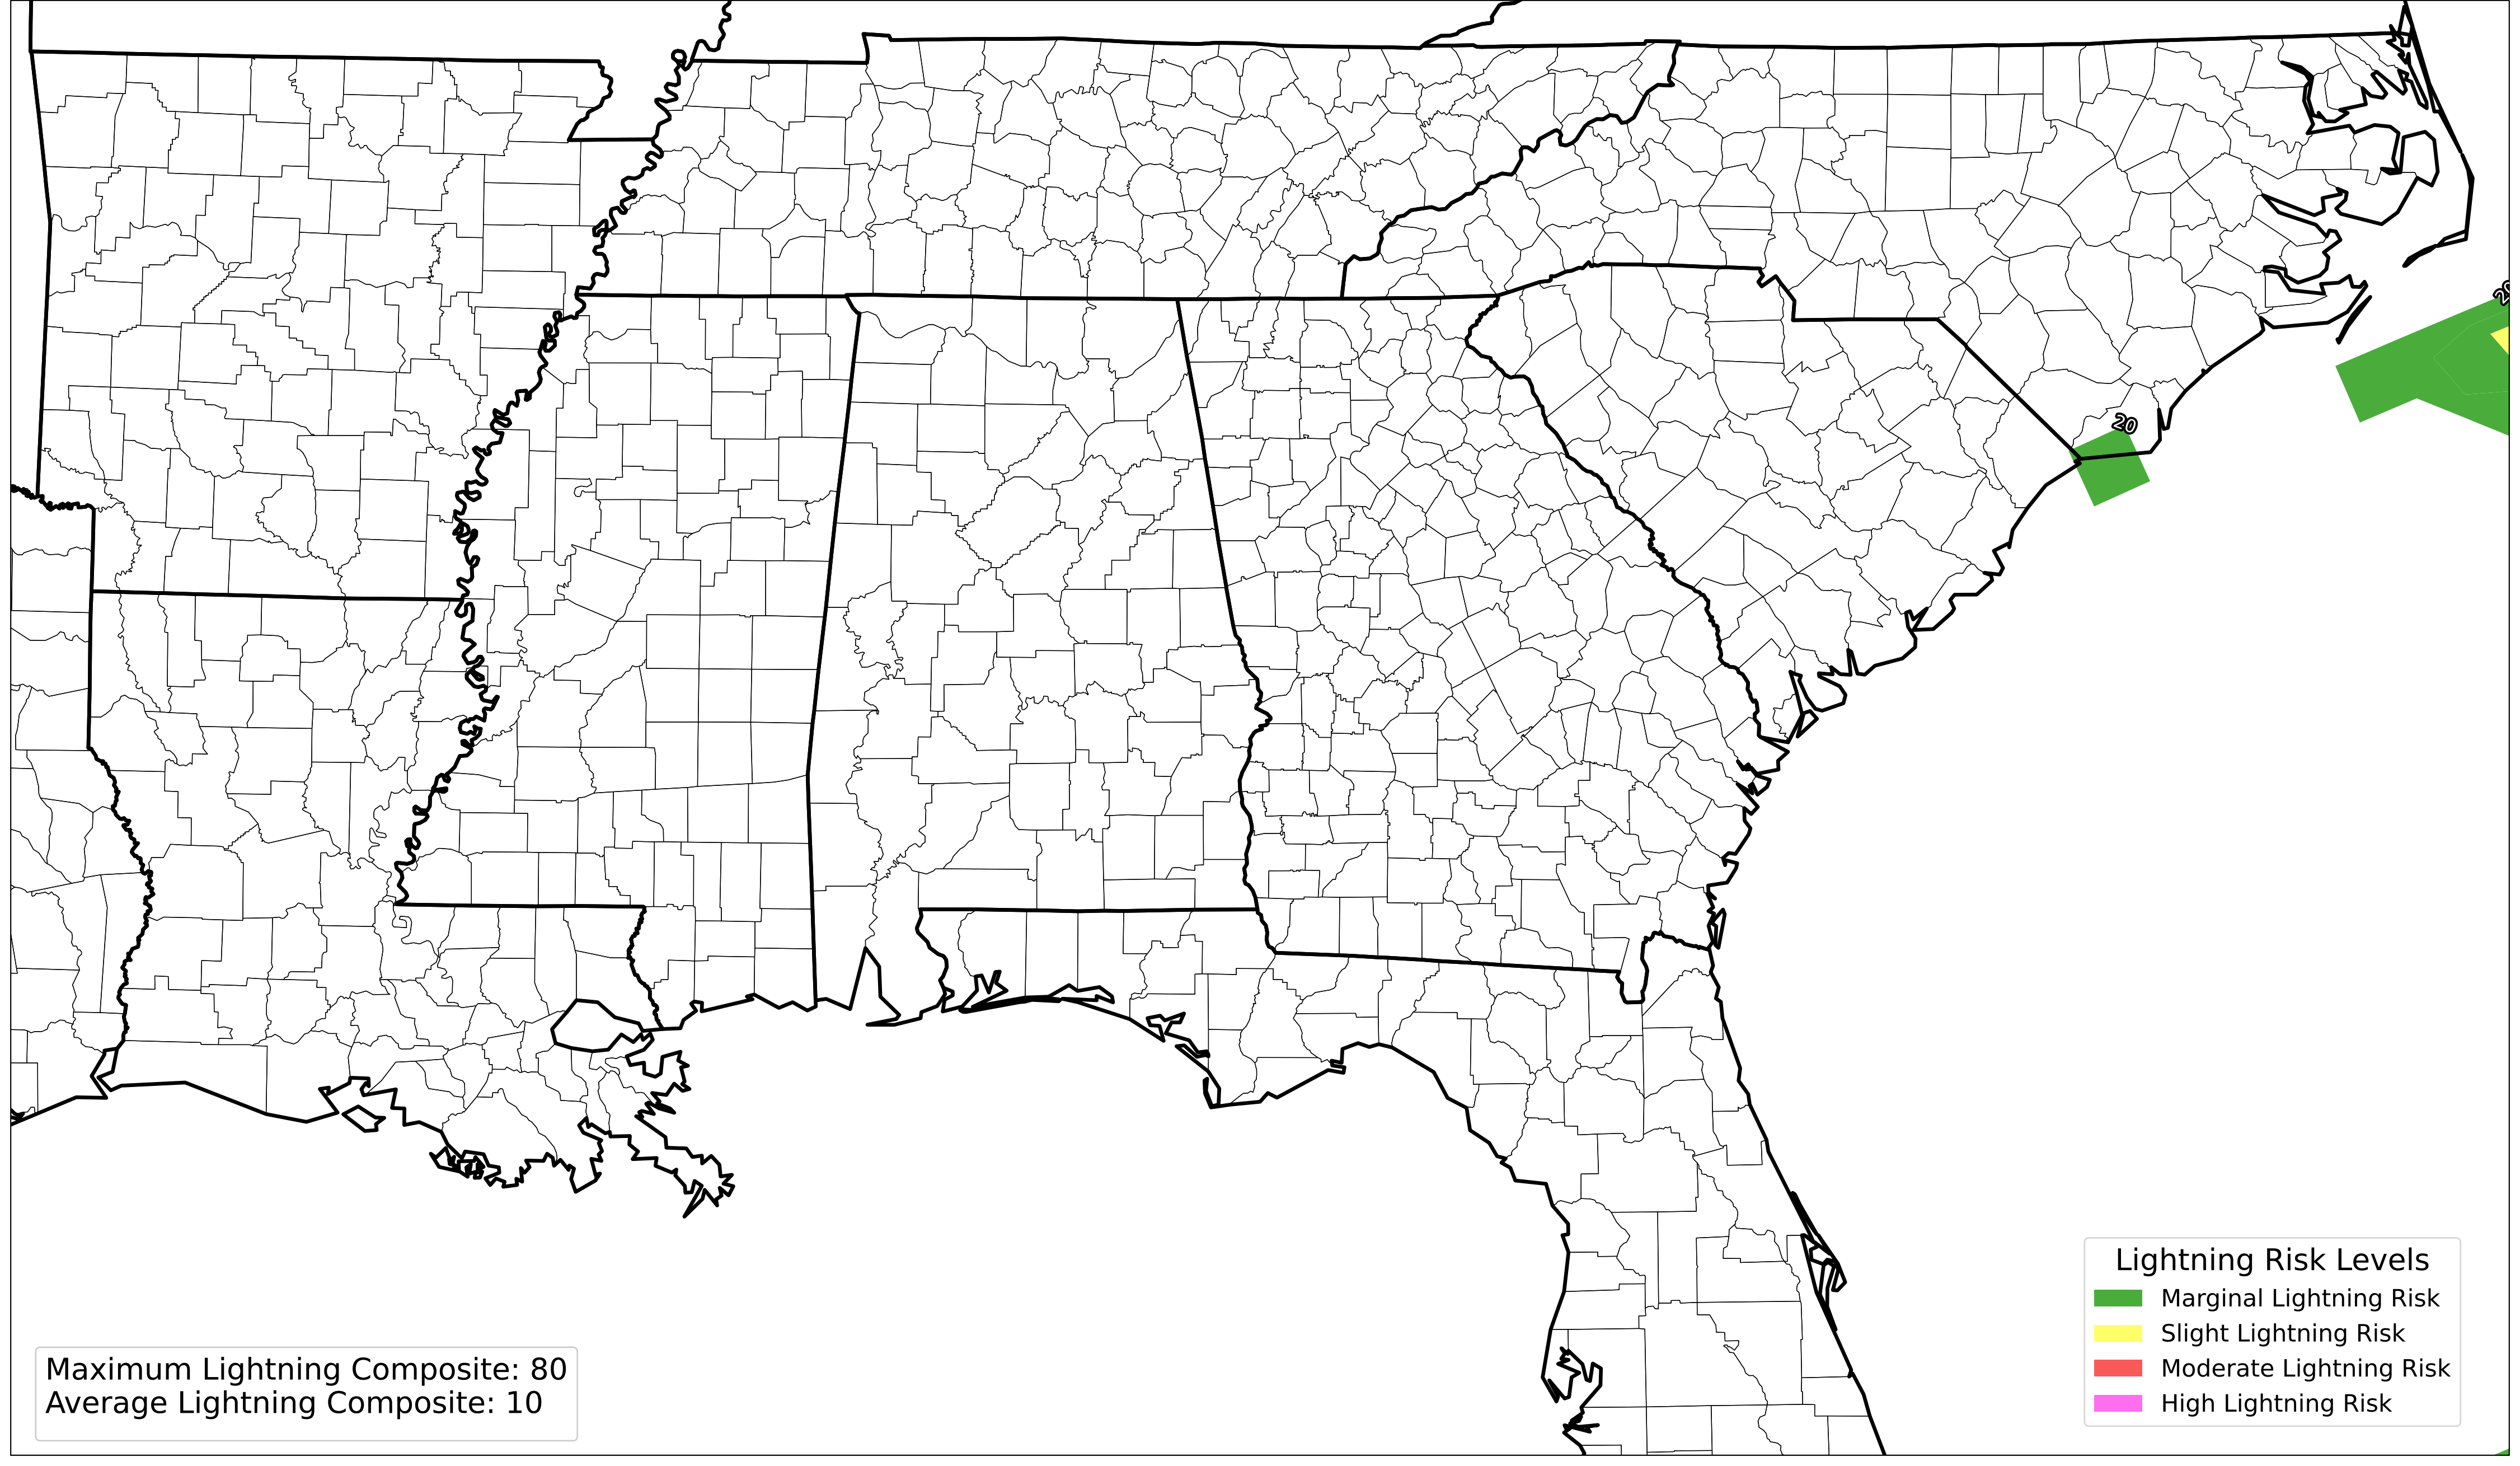 20
Lightning Risk Levels
Marginal Lightning Risk
Slight Lightning Risk
Moderate Lightning Risk
High Lightning Risk
Maximum Lightning Composite: 80
Average Lightning Composite: 10